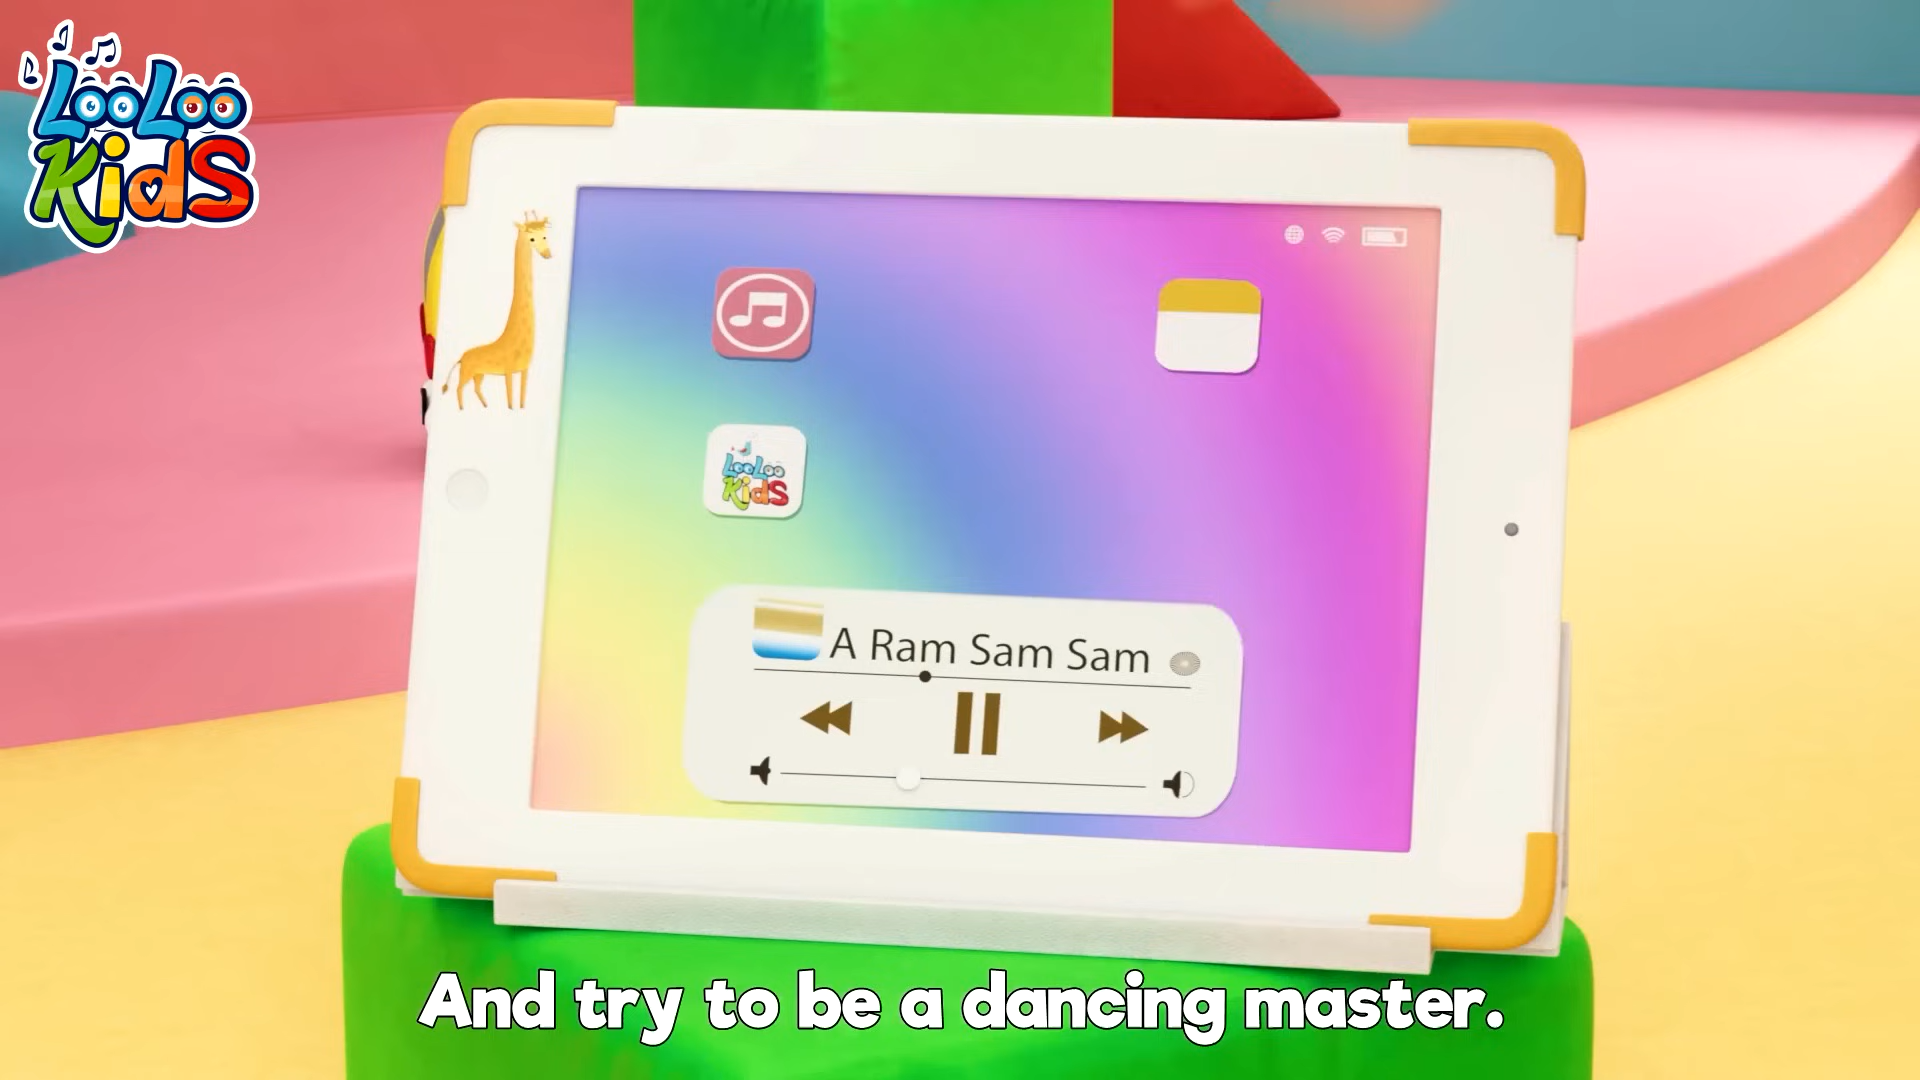 LooLoo
Kids
LooLoo
Kids
A Ram Sam Sam
And try to be a dancing master.